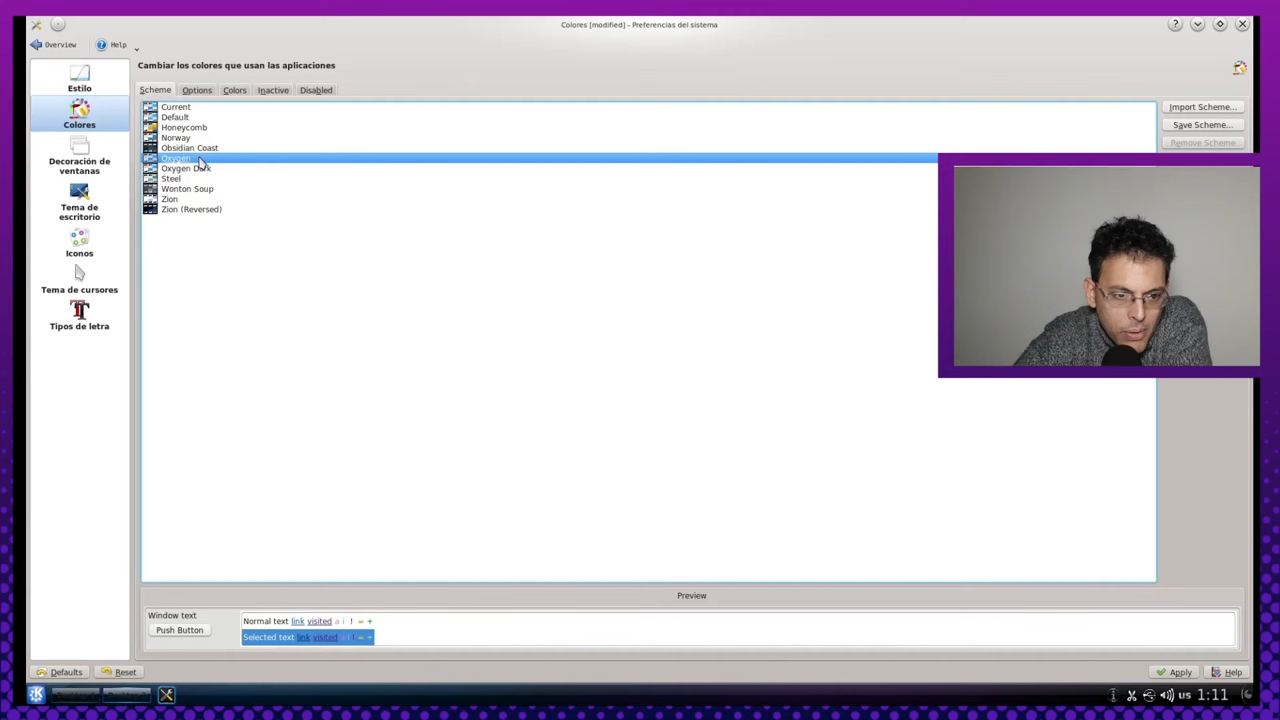 Colores [modified] - Preferencias del sistema
Overview
Help
Estilo
Colores
Decoración de
ventanas
Tema de
escritorio
Iconos
Tema de cursores
Tipos de letra
Cambiar los colores que usan las aplicaciones
Scheme Options Colors Inactive Disabled
Current
Default
Honeycomb
Norway
Obsidian Coast
Oxygen
Oxygen Dark
Steel
Wonton Soup
Zion
Zion (Reversed)
Import Scheme...
Save Scheme...
Remove Scheme
Preview
Window text
Push Button
Normal text link visited a i ! = +
Selected text link visited a i ! = +
Defaults
Reset
Apply
Help
us 1:11